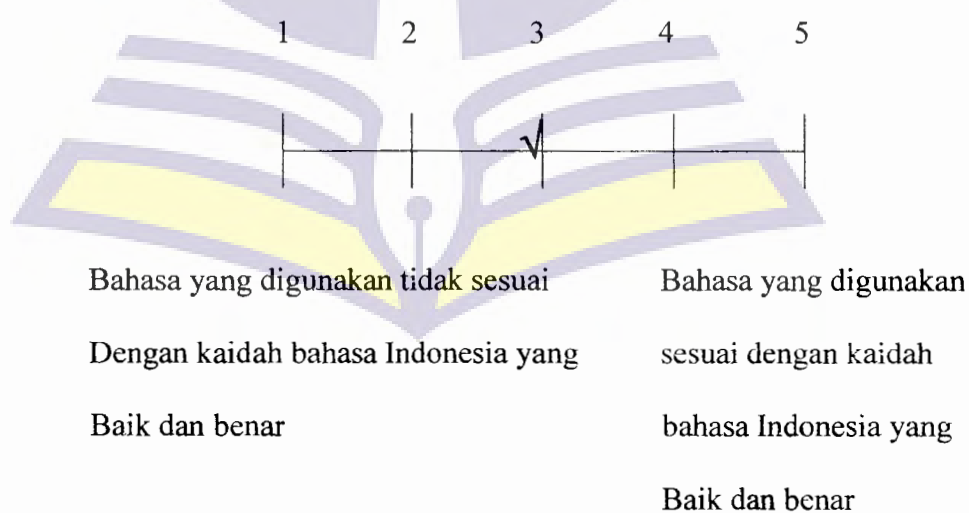 1 2 3 4 5
√
Bahasa yang digunakan tidak sesuai
Dengan kaidah bahasa Indonesia yang
Baik dan benar
Bahasa yang digunakan
sesuai dengan kaidah
bahasa Indonesia yang
Baik dan benar